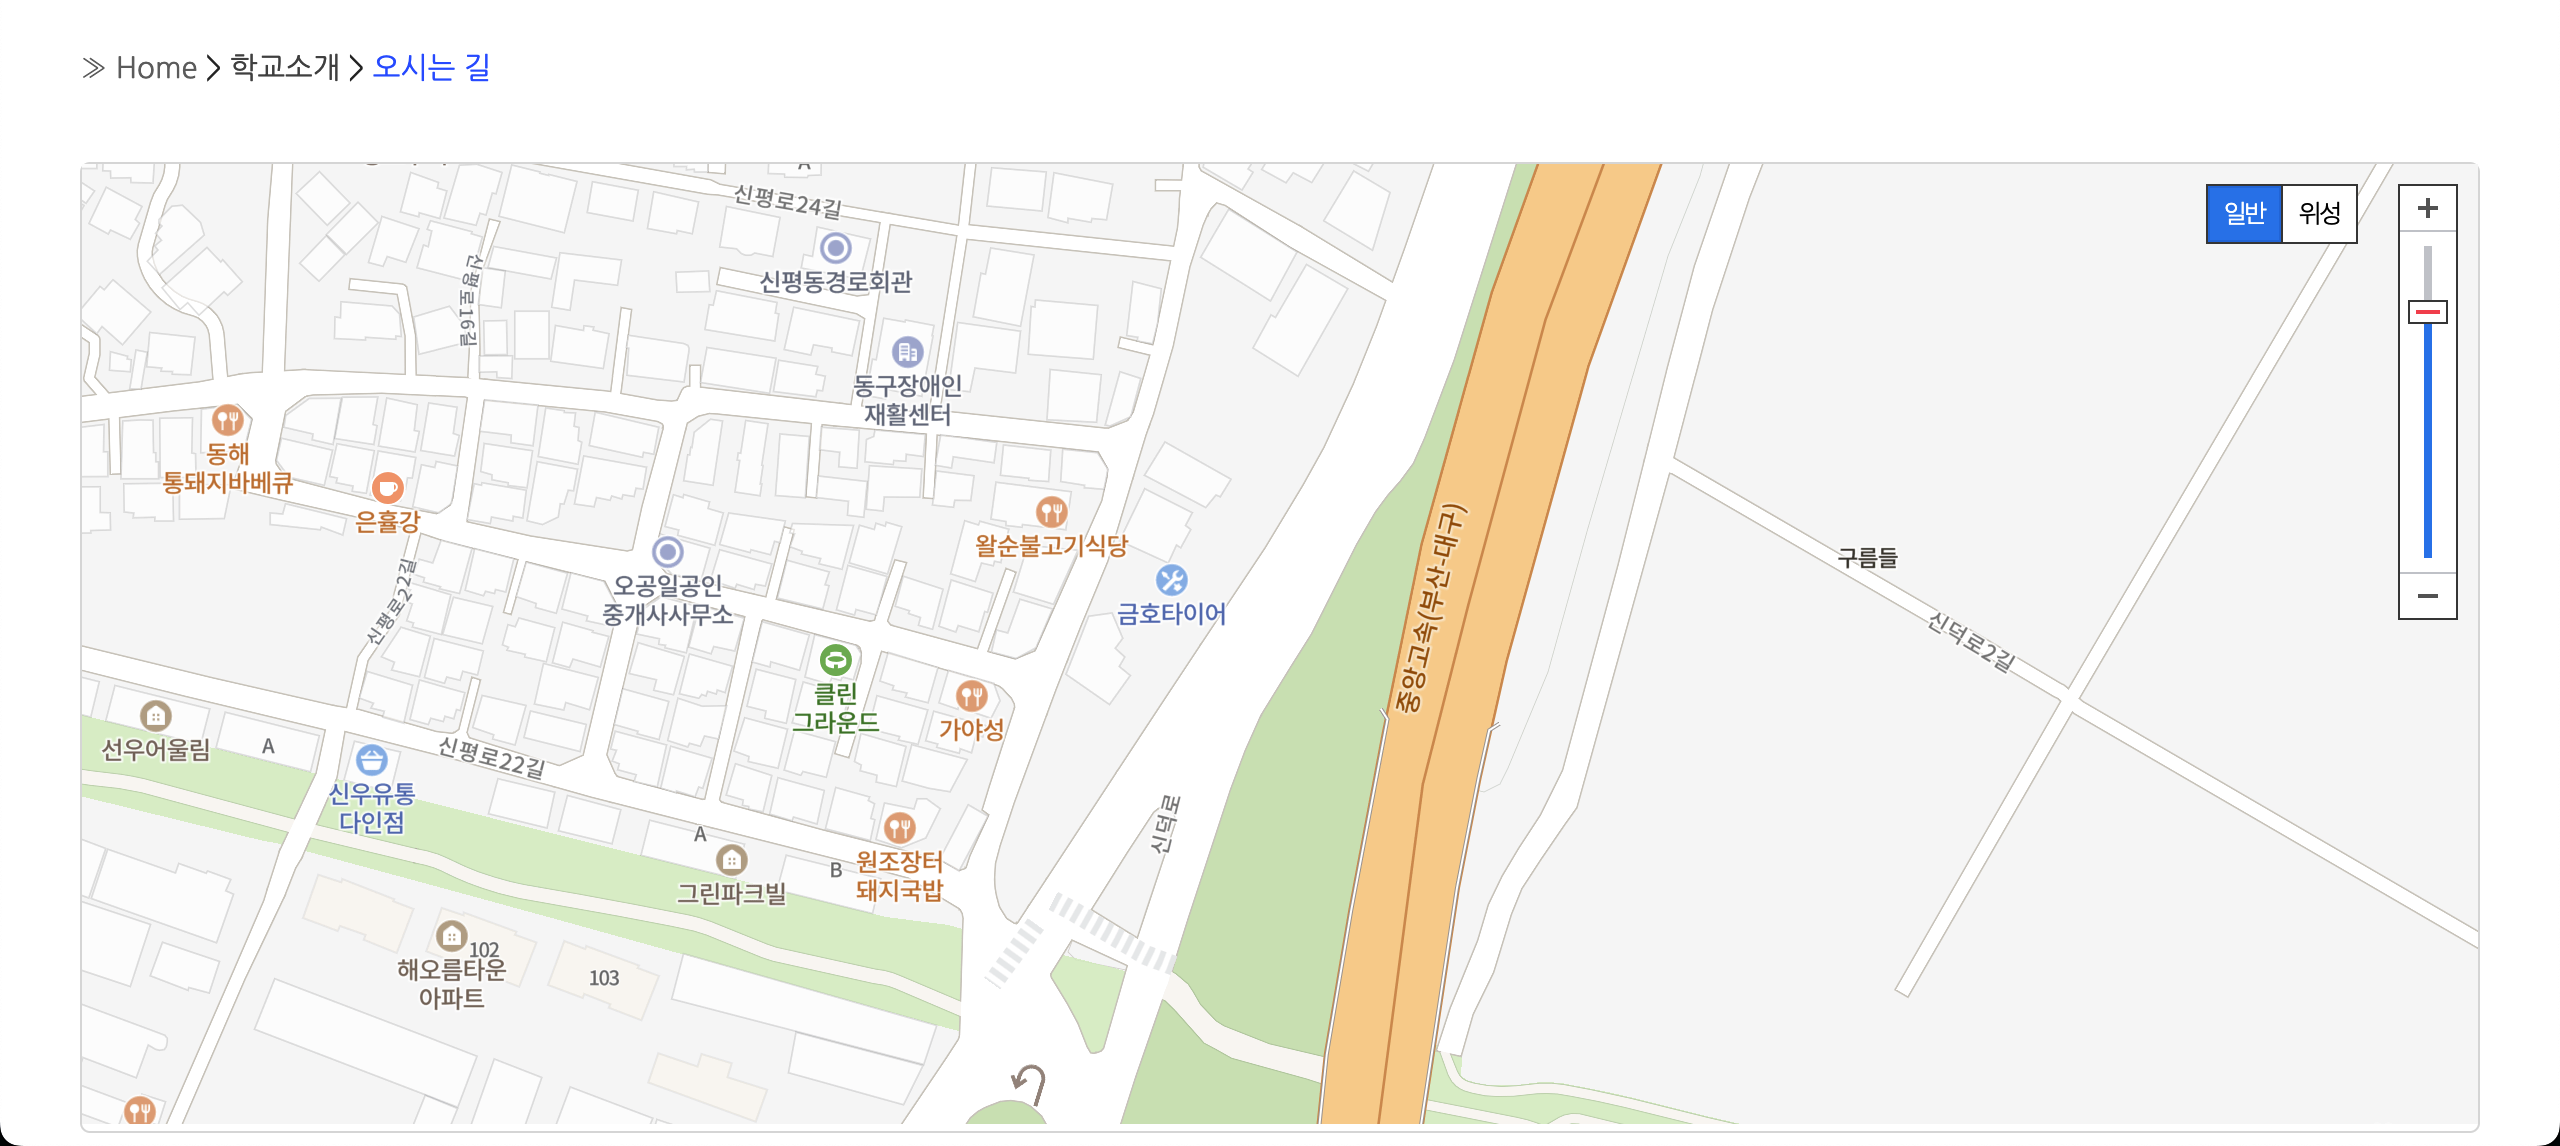 ≫ Home > 학교소개 > 오시는 길
신평로24길
일반
위성
신평동경로회관
신평로16길
동구장애인
재활센터
동해
통돼지바베큐
은휼강
왈순불고기식당
중앙고속(부산-대구)
구름들
오공일공인
중개사사무소
금호타이어
신평로22길
신덕로2길
클린
그라운드
가야성
선우어울림
A
신평로22길
신우유통
다인점
신덕로
A
그린파크빌
B
원조장터
돼지국밥
102
해오름타운
아파트
103